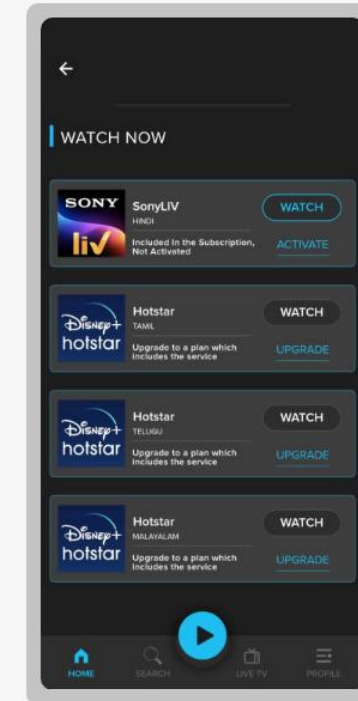 WATCH NOW
SONY
liv
SonyLIV
HINDI
Included In the Subscription,
Not Activated
WATCH
ACTIVATE
Disney+
hotstar
Hotstar
TAMIL
Upgrade to a plan which
includes the service
WATCH
UPGRADE
Disney+
hotstar
Hotstar
TELUGU
Upgrade to a plan which
includes the service
WATCH
UPGRADE
Disney+
hotstar
Hotstar
MALAYALAM
Upgrade to a plan which
includes the service
WATCH
UPGRADE
HOME
SEARCH
LIVE TV
PROFILE